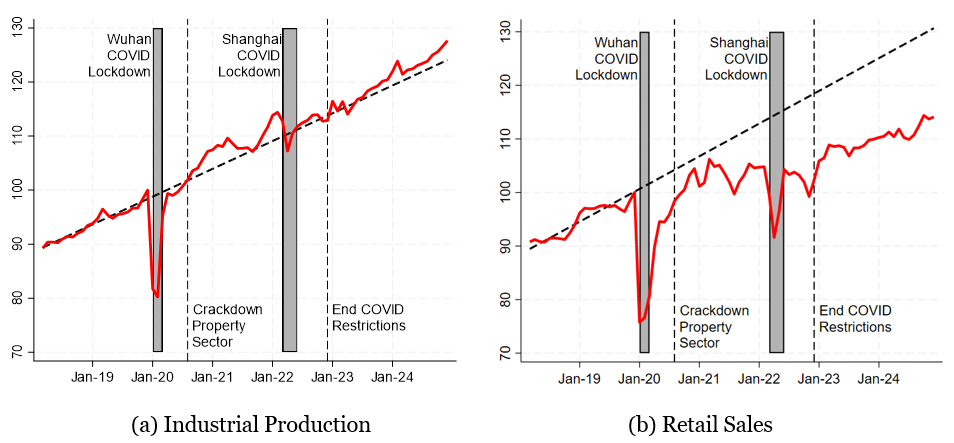 130
120
110
100
90
80
70
Wuhan
COVID
Lockdown
Shanghai
COVID
Lockdown
Crackdown
Property
Sector
End COVID
Restrictions
Jan-19 Jan-20 Jan-21 Jan-22 Jan-23 Jan-24
(a) Industrial Production
130
120
110
100
90
80
70
Wuhan
COVID
Lockdown
Shanghai
COVID
Lockdown
Crackdown
Property
Sector
End COVID
Restrictions
Jan-19 Jan-20 Jan-21 Jan-22 Jan-23 Jan-24
(b) Retail Sales